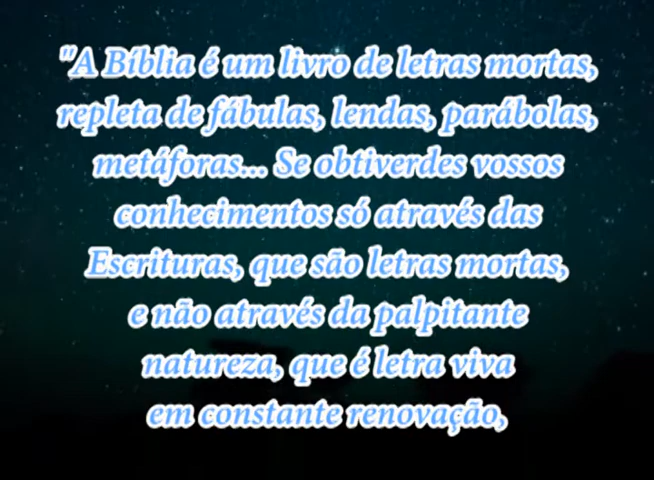 "A Bíblia é um livro de letras mortas,
repleta de fábulas, lendas, parábolas,
metáforas... Se obtiverdes vossos
conhecimentos só através das
Escrituras, que são letras mortas,
e não através da palpitante
natureza, que é letra viva
em constante renovação,